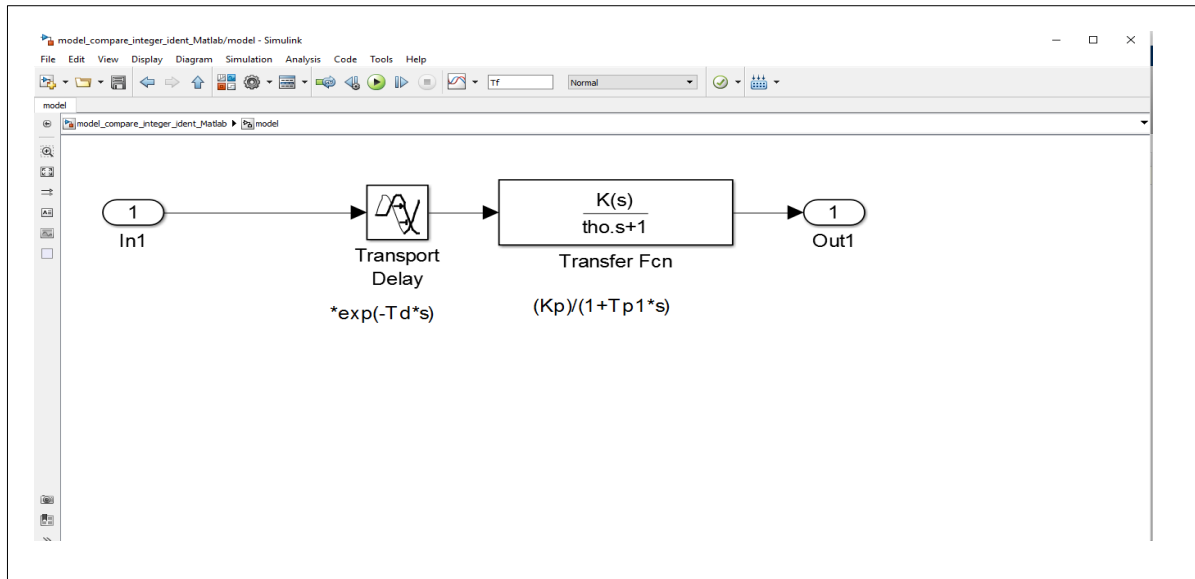 model_compare_integer_ident_Matlab/model - Simulink
File Edit View Display Diagram Simulation Analysis Code Tools Help
Tf Normal
model
model_compare_integer_ident_Matlab model
1
In1
Transport
Delay
*exp(-Td*s)
K(s)
tho.s+1
Transfer Fcn
(Kp)/(1+Tp1*s)
1
Out1